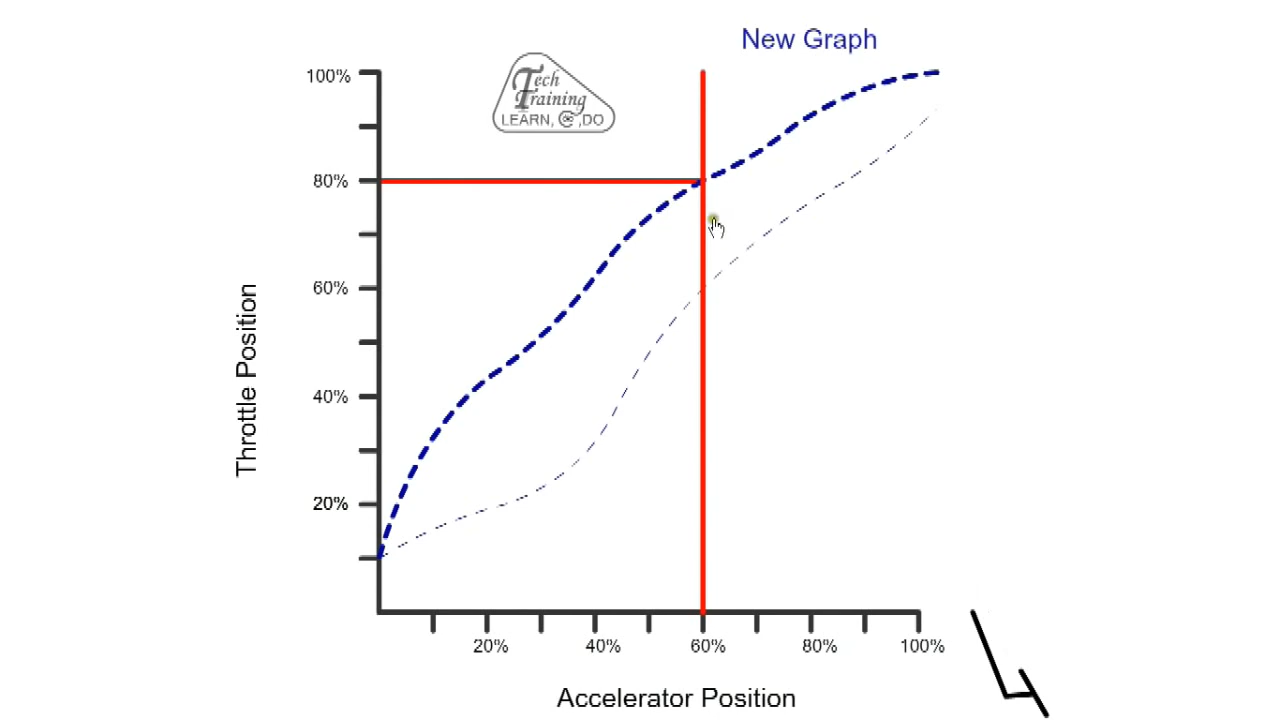 New Graph
Tech
Training
LEARN, ,DO
100%
80%
60%
40%
20%
Throttle Position
20%
40%
60%
80%
100%
Accelerator Position